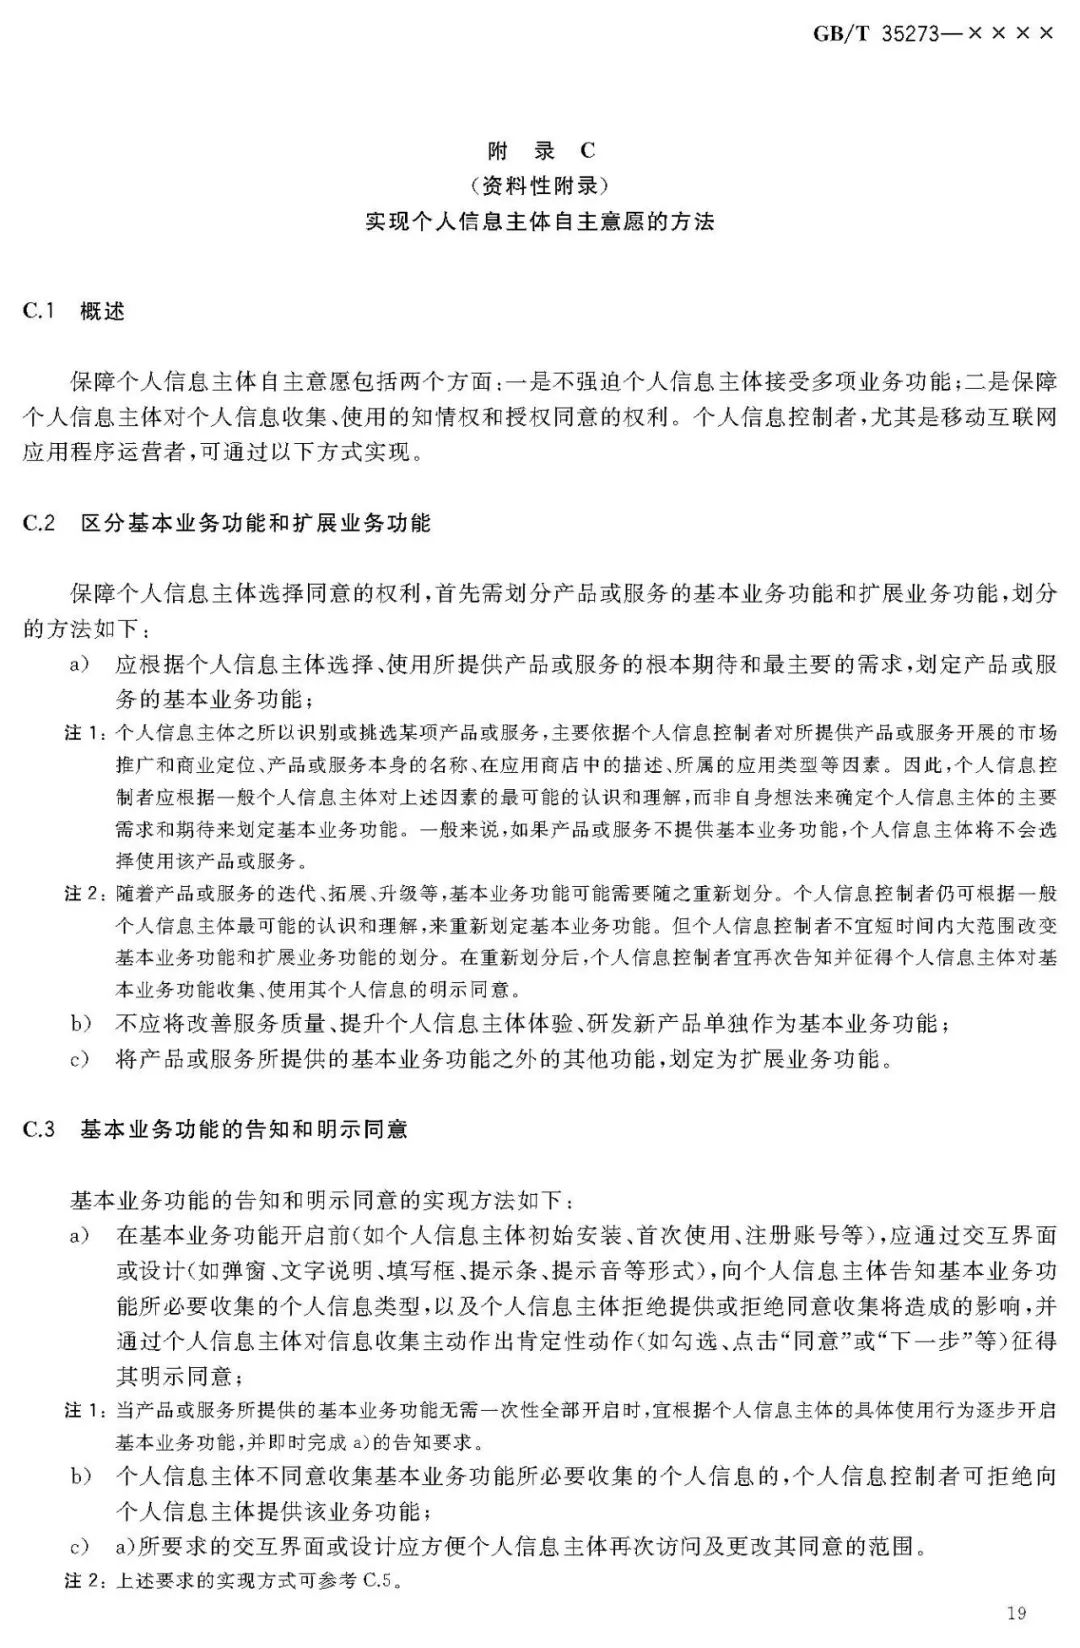 GB/T 35273—××××
附 录 C
（资料性附录）
实现个人信息主体自主意愿的方法
C.1 概述
保障个人信息主体自主意愿包括两个方面：一是不强迫个人信息主体接受多项业务功能；二是保障
个人信息主体对个人信息收集、使用的知情权和授权同意的权利。个人信息控制者，尤其是移动互联网
应用程序运营者，可通过以下方式实现。
C.2 区分基本业务功能和扩展业务功能
保障个人信息主体选择同意的权利，首先需划分产品或服务的基本业务功能和扩展业务功能，划分
的方法如下：
a） 应根据个人信息主体选择、使用所提供产品或服务的根本期待和最主要的需求，划定产品或服
务的基本业务功能；
注 1：个人信息主体之所以识别或挑选某项产品或服务，主要依据个人信息控制者对所提供产品或服务开展的市场
推广和商业定位、产品或服务本身的名称、在应用商店中的描述、所属的应用类型等因素。因此，个人信息控
制者应根据一般个人信息主体对上述因素的最可能的认识和理解，而非自身想法来确定个人信息主体的主要
需求和期待来划定基本业务功能。一般来说，如果产品或服务不提供基本业务功能，个人信息主体将不会选
择使用该产品或服务。
注 2：随着产品或服务的迭代、拓展、升级等，基本业务功能可能需要随之重新划分。个人信息控制者仍可根据一般
个人信息主体最可能的认识和理解，来重新划定基本业务功能。但个人信息控制者不宜短时间内大范围改变
基本业务功能和扩展业务功能的划分。在重新划分后，个人信息控制者宜再次告知并征得个人信息主体对基
本业务功能收集、使用其个人信息的明示同意。
b） 不应将改善服务质量、提升个人信息主体体验、研发新产品单独作为基本业务功能；
c） 将产品或服务所提供的基本业务功能之外的其他功能，划定为扩展业务功能。
C.3 基本业务功能的告知和明示同意
基本业务功能的告知和明示同意的实现方法如下：
a） 在基本业务功能开启前（如个人信息主体初始安装、首次使用、注册账号等），应通过交互界面
或设计（如弹窗、文字说明、填写框、提示条、提示音等形式），向个人信息主体告知基本业务功
能所必要收集的个人信息类型，以及个人信息主体拒绝提供或拒绝同意收集将造成的影响，并
通过个人信息主体对信息收集主动作出肯定性动作（如勾选、点击“同意”或“下一步”等）征得
其明示同意；
注 1：当产品或服务所提供的基本业务功能无需一次性全部开启时，宜根据个人信息主体的具体使用行为逐步开启
基本业务功能，并即时完成 a）的告知要求。
b） 个人信息主体不同意收集基本业务功能所必要收集的个人信息的，个人信息控制者可拒绝向
个人信息主体提供该业务功能；
c） a）所要求的交互界面或设计应方便个人信息主体再次访问及更改其同意的范围。
注 2：上述要求的实现方式可参考 C.5。
19